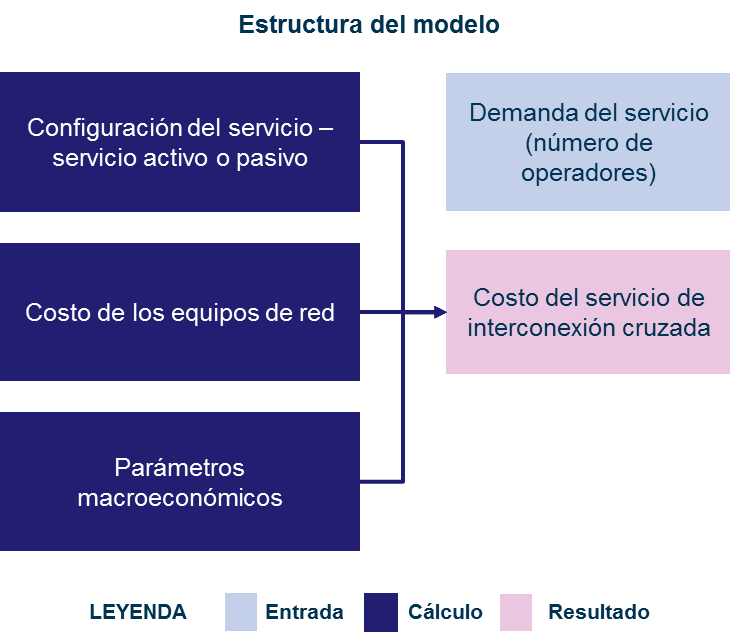 Estructura del modelo
Configuración del servicio –
servicio activo o pasivo
Demanda del servicio
(número de
operadores)
Costo de los equipos de red
Costo del servicio de
interconexión cruzada
Parámetros
macroeconómicos
LEYENDA Entrada Cálculo Resultado